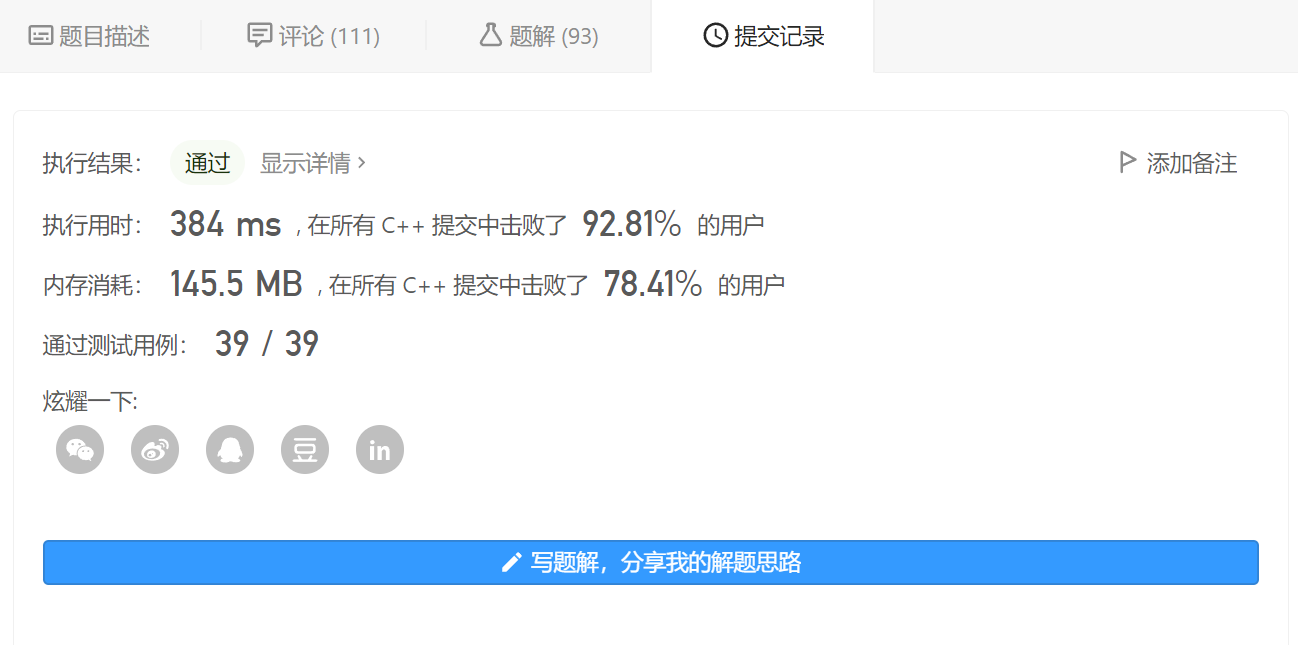 题目描述 评论 (111) 题解 (93) 提交记录
执行结果： 通过 显示详情 > 添加备注
执行用时： 384 ms , 在所有 C++ 提交中击败了 92.81% 的用户
内存消耗： 145.5 MB , 在所有 C++ 提交中击败了 78.41% 的用户
通过测试用例： 39 / 39
炫耀一下:
豆 in
写题解，分享我的解题思路